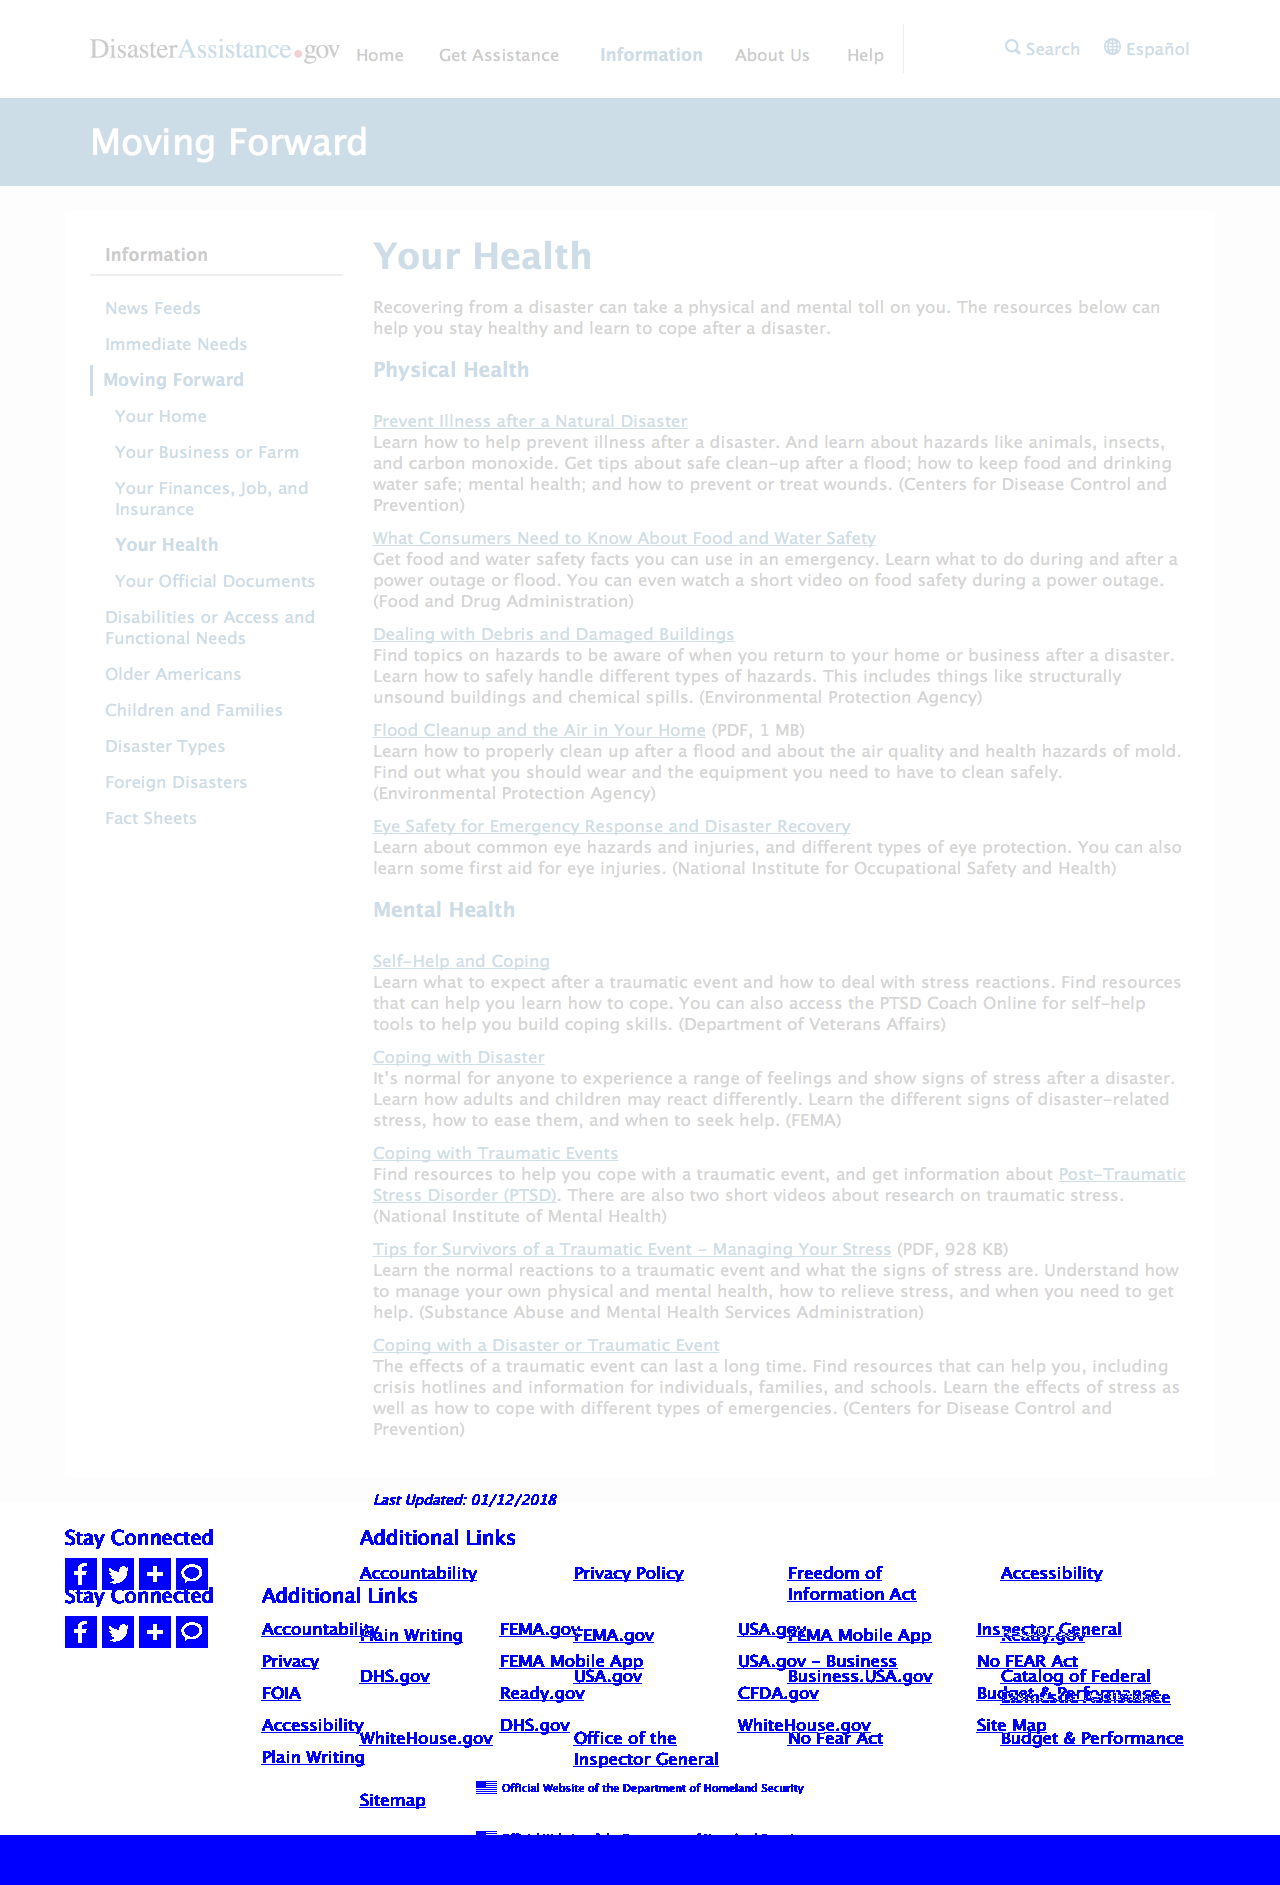 DisasterAssistance.gov Home Get Assistance Information About Us Help Search Español
Moving Forward
Information
News Feeds
Immediate Needs
Moving Forward
Your Home
Your Business or Farm
Your Finances, Job, and
Insurance
Your Health
Your Official Documents
Disabilities or Access and
Functional Needs
Older Americans
Children and Families
Disaster Types
Foreign Disasters
Fact Sheets
Your Health
Recovering from a disaster can take a physical and mental toll on you. The resources below can
help you stay healthy and learn to cope after a disaster.
Physical Health
Prevent Illness after a Natural Disaster
Learn how to help prevent illness after a disaster. And learn about hazards like animals, insects,
and carbon monoxide. Get tips about safe clean-up after a flood; how to keep food and drinking
water safe; mental health; and how to prevent or treat wounds. (Centers for Disease Control and
Prevention)
What Consumers Need to Know About Food and Water Safety
Get food and water safety facts you can use in an emergency. Learn what to do during and after a
power outage or flood. You can even watch a short video on food safety during a power outage.
(Food and Drug Administration)
Dealing with Debris and Damaged Buildings
Find topics on hazards to be aware of when you return to your home or business after a disaster.
Learn how to safely handle different types of hazards. This includes things like structurally
unsound buildings and chemical spills. (Environmental Protection Agency)
Flood Cleanup and the Air in Your Home (PDF, 1 MB)
Learn how to properly clean up after a flood and about the air quality and health hazards of mold.
Find out what you should wear and the equipment you need to have to clean safely.
(Environmental Protection Agency)
Eye Safety for Emergency Response and Disaster Recovery
Learn about common eye hazards and injuries, and different types of eye protection. You can also
learn some first aid for eye injuries. (National Institute for Occupational Safety and Health)
Mental Health
Self-Help and Coping
Learn what to expect after a traumatic event and how to deal with stress reactions. Find resources
that can help you learn how to cope. You can also access the PTSD Coach Online for self-help
tools to help you build coping skills. (Department of Veterans Affairs)
Coping with Disaster
It's normal for anyone to experience a range of feelings and show signs of stress after a disaster.
Learn how adults and children may react differently. Learn the different signs of disaster-related
stress, how to ease them, and when to seek help. (FEMA)
Coping with Traumatic Events
Find resources to help you cope with a traumatic event, and get information about Post-Traumatic
Stress Disorder (PTSD). There are also two short videos about research on traumatic stress.
(National Institute of Mental Health)
Tips for Survivors of a Traumatic Event - Managing Your Stress (PDF, 928 KB)
Learn the normal reactions to a traumatic event and what the signs of stress are. Understand how
to manage your own physical and mental health, how to relieve stress, and when you need to get
help. (Substance Abuse and Mental Health Services Administration)
Coping with a Disaster or Traumatic Event
The effects of a traumatic event can last a long time. Find resources that can help you, including
crisis hotlines and information for individuals, families, and schools. Learn the effects of stress as
well as how to cope with different types of emergencies. (Centers for Disease Control and
Prevention)
Last Updated: 01/12/2018
Stay Connected Additional Links
Accountability Privacy Policy Freedom of Accessibility
Information Act
Stay Connected Additional Links
Accountability FEMA.gov USA.gov Inspector General
Plain Writing FEMA.gov FEMA Mobile App Ready.gov
Privacy FEMA Mobile App USA.gov - Business No FEAR Act
DHS.gov USA.gov Business.USA.gov Catalog of Federal
Domestic Assistance
FOIA Ready.gov CFDA.gov Budget & Performance
Accessibility DHS.gov WhiteHouse.gov Site Map
WhiteHouse.gov Office of the No Fear Act Budget & Performance
Inspector General
Plain Writing
Official Website of the Department of Homeland Security
Sitemap